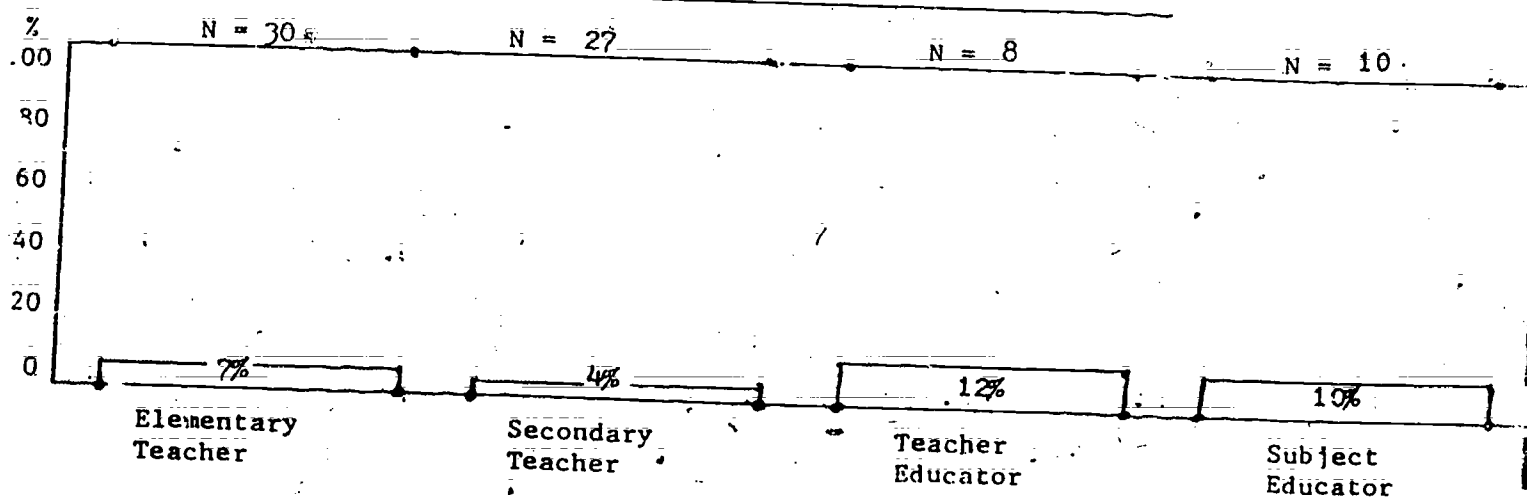 %
N = 30 N = 27 N = 8 N = 10
.00
80
60
40
20
0
7% 4% 12% 10%
Elementary Secondary Teacher Subject
Teacher Teacher Educator Educator